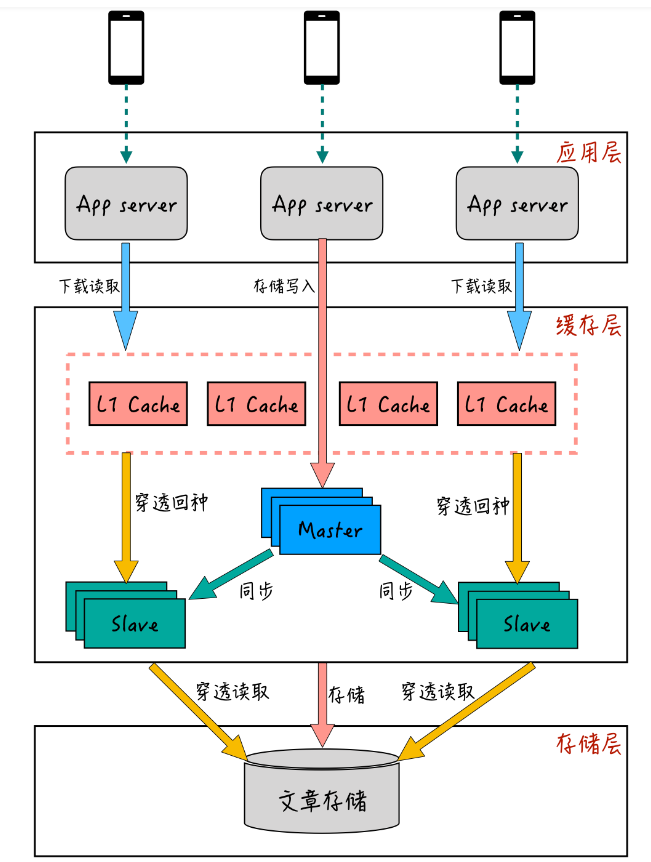 应用层
App server
App server
App server
下载读取
存储写入
下载读取
缓存层
L1 Cache
L1 Cache
L1 Cache
L1 Cache
穿透回种
穿透回种
Master
同步
同步
Slave
Slave
穿透读取
存储
穿透读取
存储层
文章存储